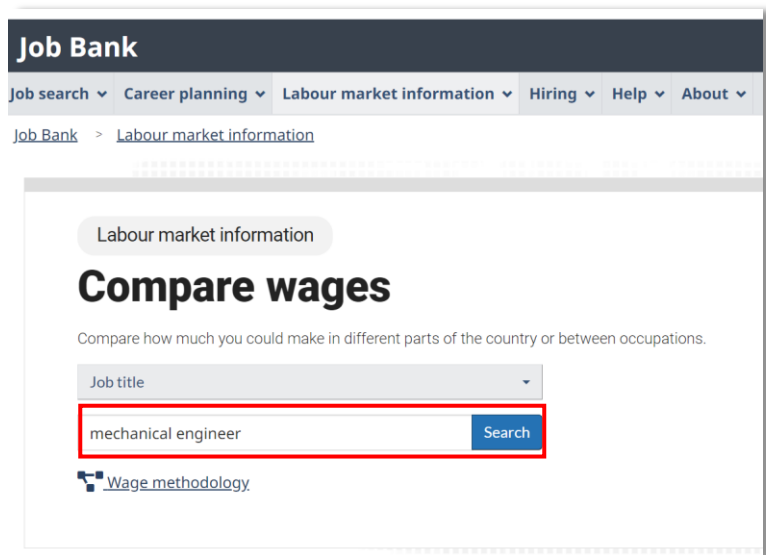 Job Bank
Job search Career planning Labour market information Hiring Help About
Job Bank > Labour market information
Labour market information
Compare wages
Compare how much you could make in different parts of the country or between occupations.
Job title
mechanical engineer Search
Wage methodology